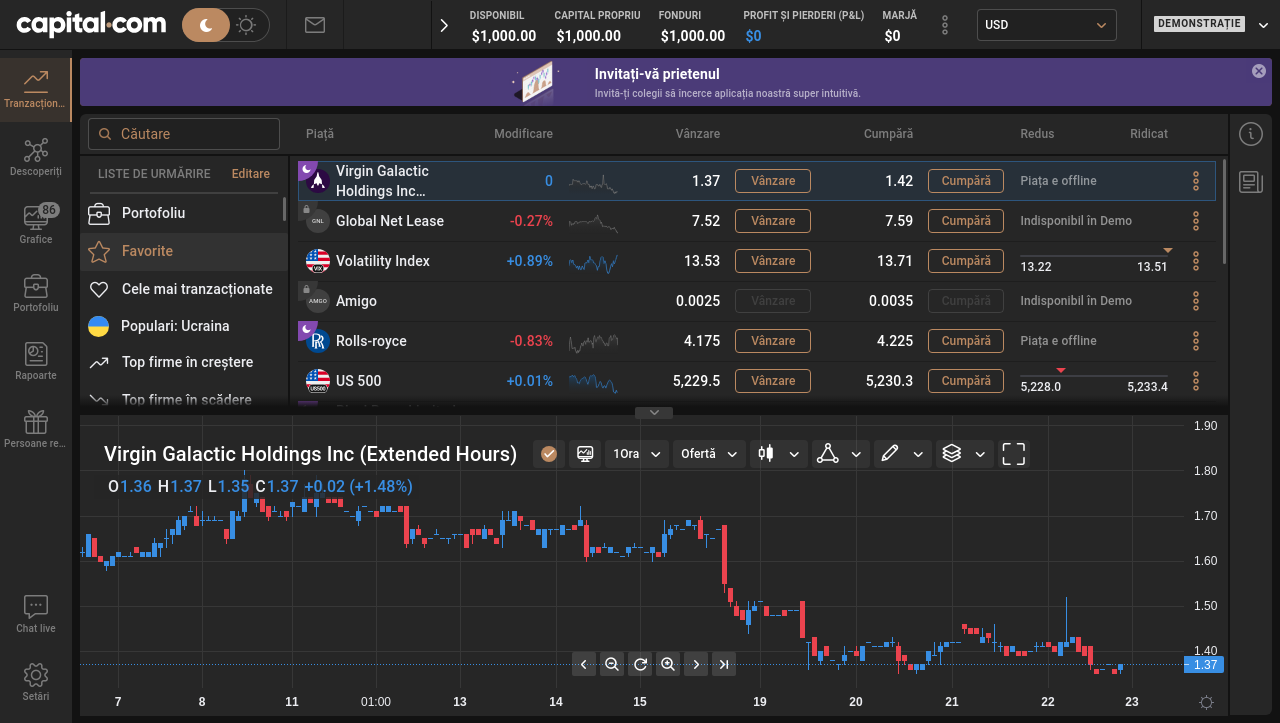 capital.com
DISPONIBIL
$1,000.00
CAPITAL PROPRIU
$1,000.00
FONDURI
$1,000.00
PROFIT ȘI PIERDERI (P&L)
$0
MARJĂ
$0
USD
DEMONSTRAȚIE
Invitați-vă prietenul
Invită-ți colegii să încerce aplicația noastră super intuitivă.
Tranzacțion...
Descoperiți
86
Grafice
Portofoliu
Rapoarte
Persoane re...
Chat live
Setări
Căutare
LISTE DE URMĂRIRE
Editare
Portofoliu
Favorite
Cele mai tranzacționate
Populari: Ucraina
Top firme în creștere
Top firme în scădere
Piață
Modificare
Vânzare
Cumpără
Redus
Ridicat
Virgin Galactic Holdings Inc...
0
1.37
Vânzare
1.42
Cumpără
Piața e offline
GNL
Global Net Lease
-0.27%
7.52
Vânzare
7.59
Cumpără
Indisponibil în Demo
VIX
Volatility Index
+0.89%
13.53
Vânzare
13.71
Cumpără
13.22
13.51
AMGO
Amigo
0.0025
Vânzare
0.0035
Cumpără
Indisponibil în Demo
Rolls-royce
-0.83%
4.175
Vânzare
4.225
Cumpără
Piața e offline
US500
US 500
+0.01%
5,229.5
Vânzare
5,230.3
Cumpără
5,228.0
5,233.4
Virgin Galactic Holdings Inc (Extended Hours)
1Ora
Ofertă
O1.36 H1.37 L1.35 C1.37 +0.02 (+1.48%)
1.90
1.80
1.70
1.60
1.50
1.40
1.37
7
8
11
01:00
13
14
15
19
20
21
22
23